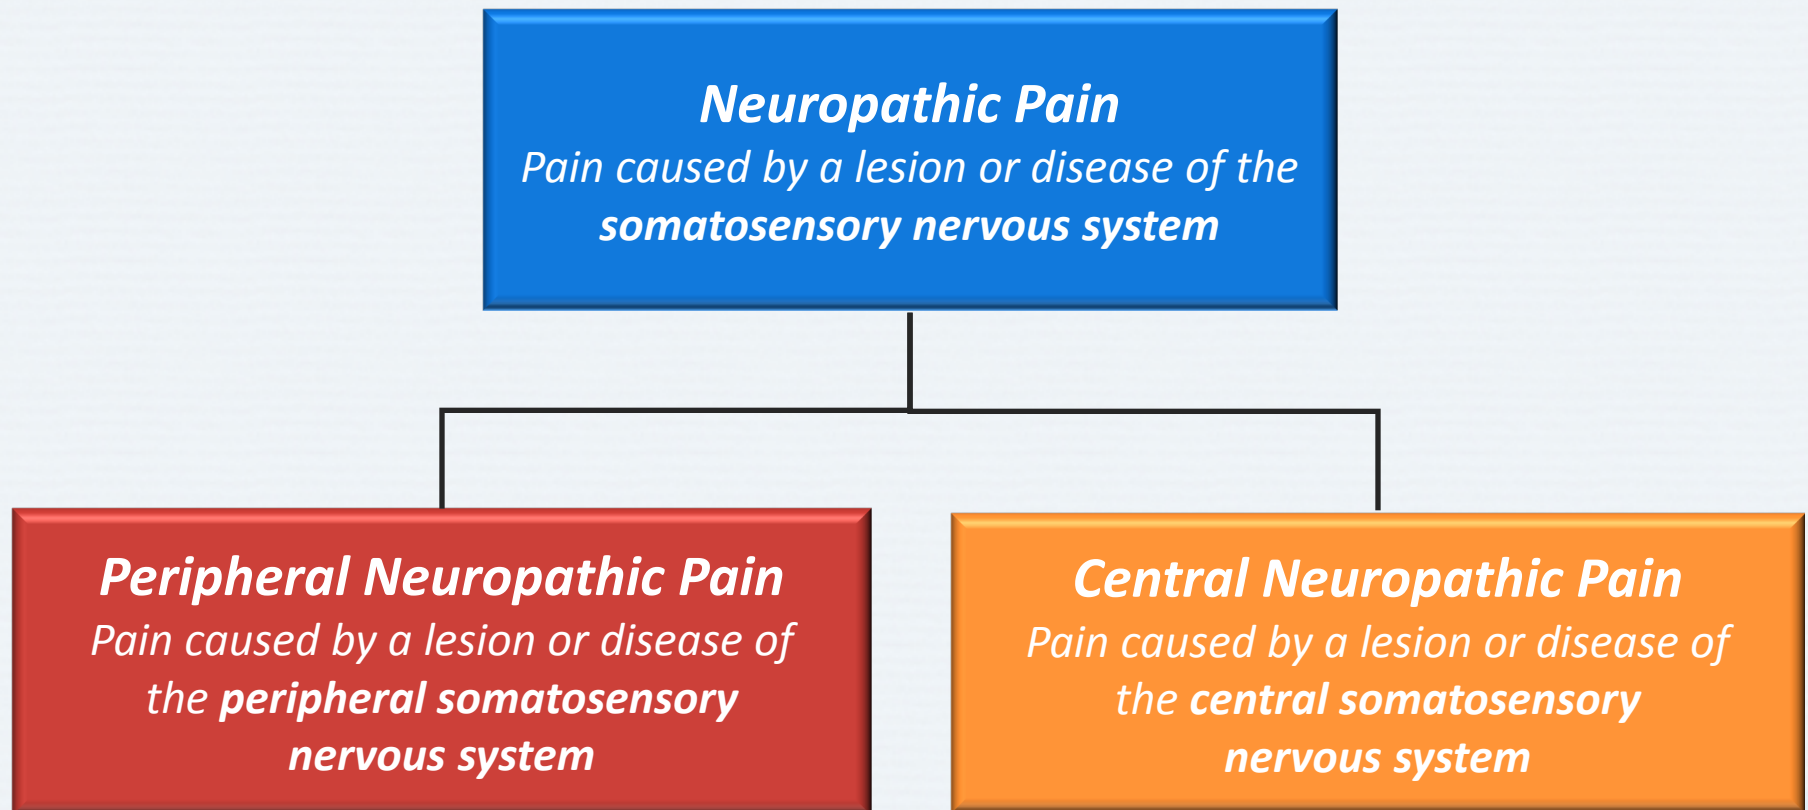 Neuropathic Pain
Pain caused by a lesion or disease of the
somatosensory nervous system
Peripheral Neuropathic Pain
Pain caused by a lesion or disease of
the peripheral somatosensory
nervous system
Central Neuropathic Pain
Pain caused by a lesion or disease of
the central somatosensory
nervous system